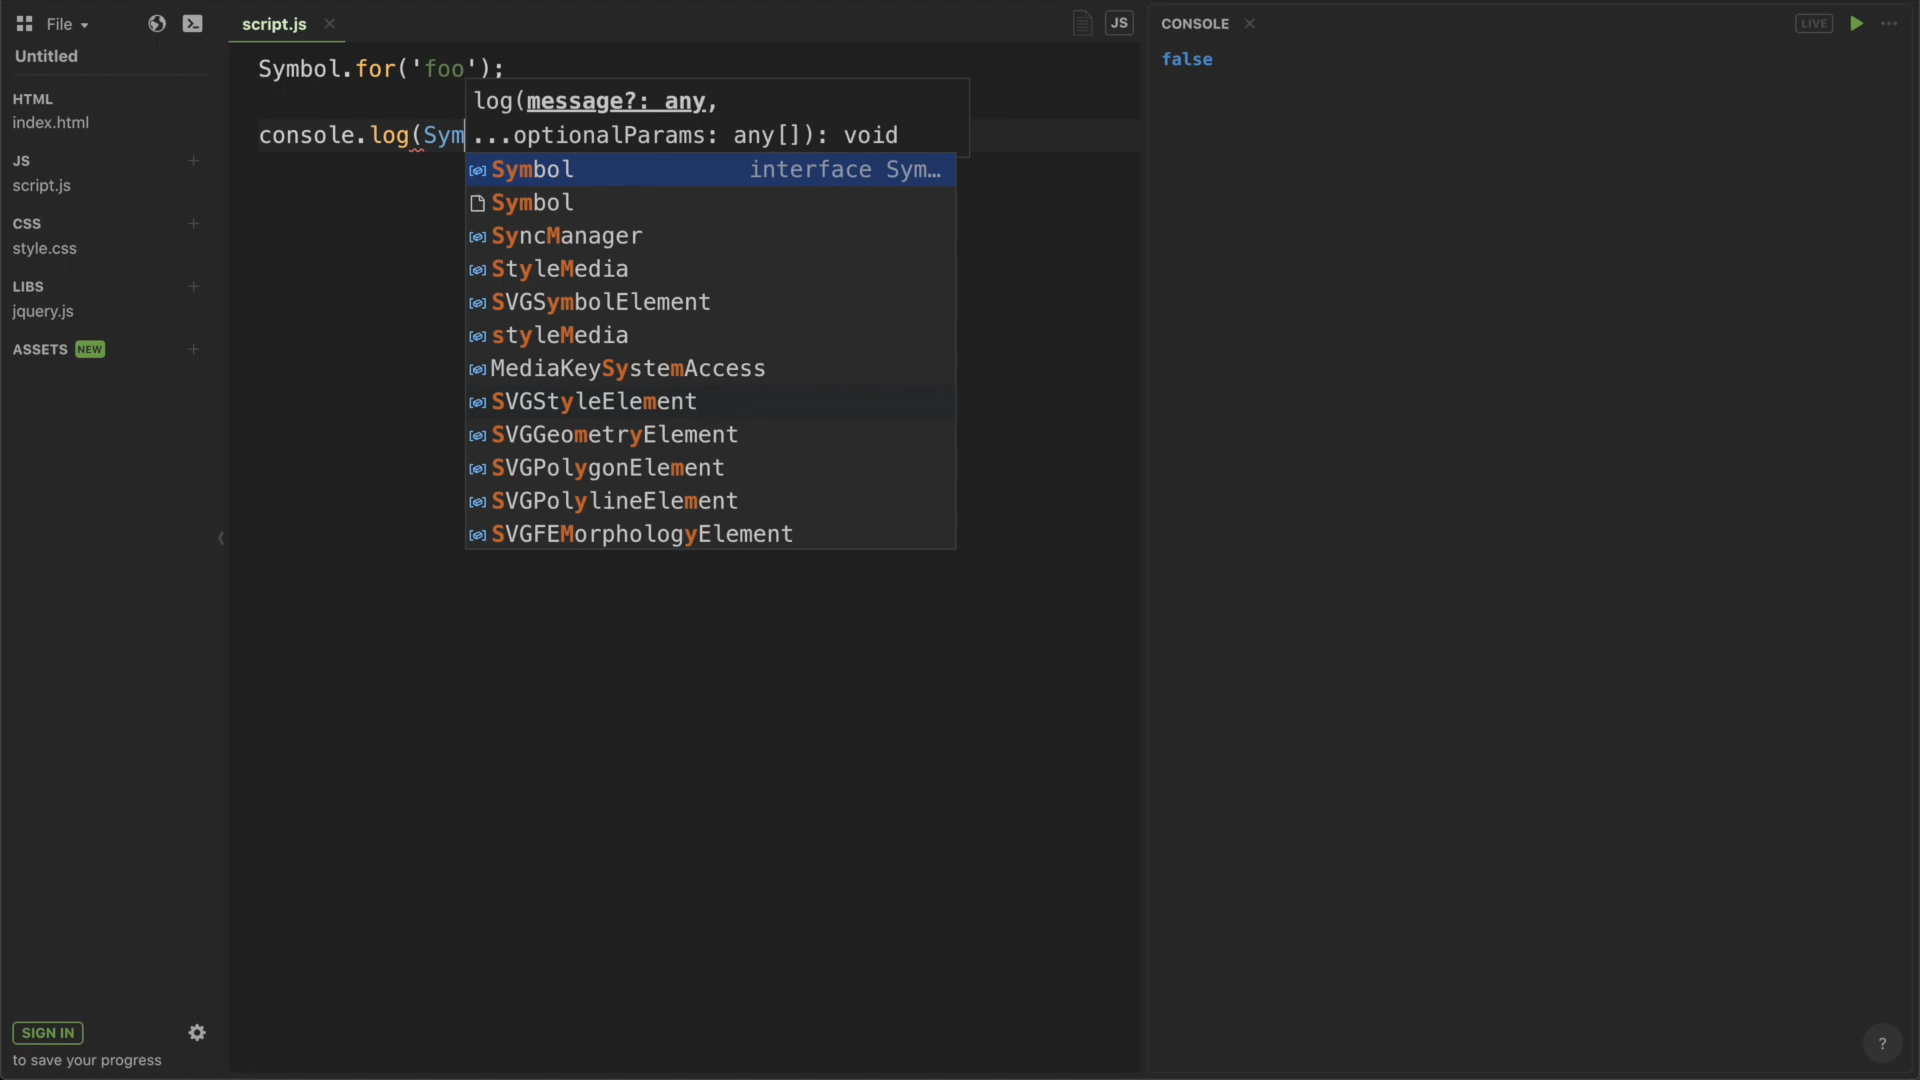 File
Untitled
HTML
index.html
JS
script.js
CSS
style.css
LIBS
jquery.js
ASSETS NEW
SIGN IN
to save your progress
script.js
JS
Symbol.for('foo');
console.log(Sym
log(message?: any,
...optionalParams: any[]): void
Symbol interface Sym…
Symbol
SyncManager
StyleMedia
SVGSymbolElement
styleMedia
MediaKeySystemAccess
SVGStyleElement
SVGGeometryElement
SVGPolygonElement
SVGPolylineElement
SVGFEMorphologyElement
CONSOLE
LIVE
false
?